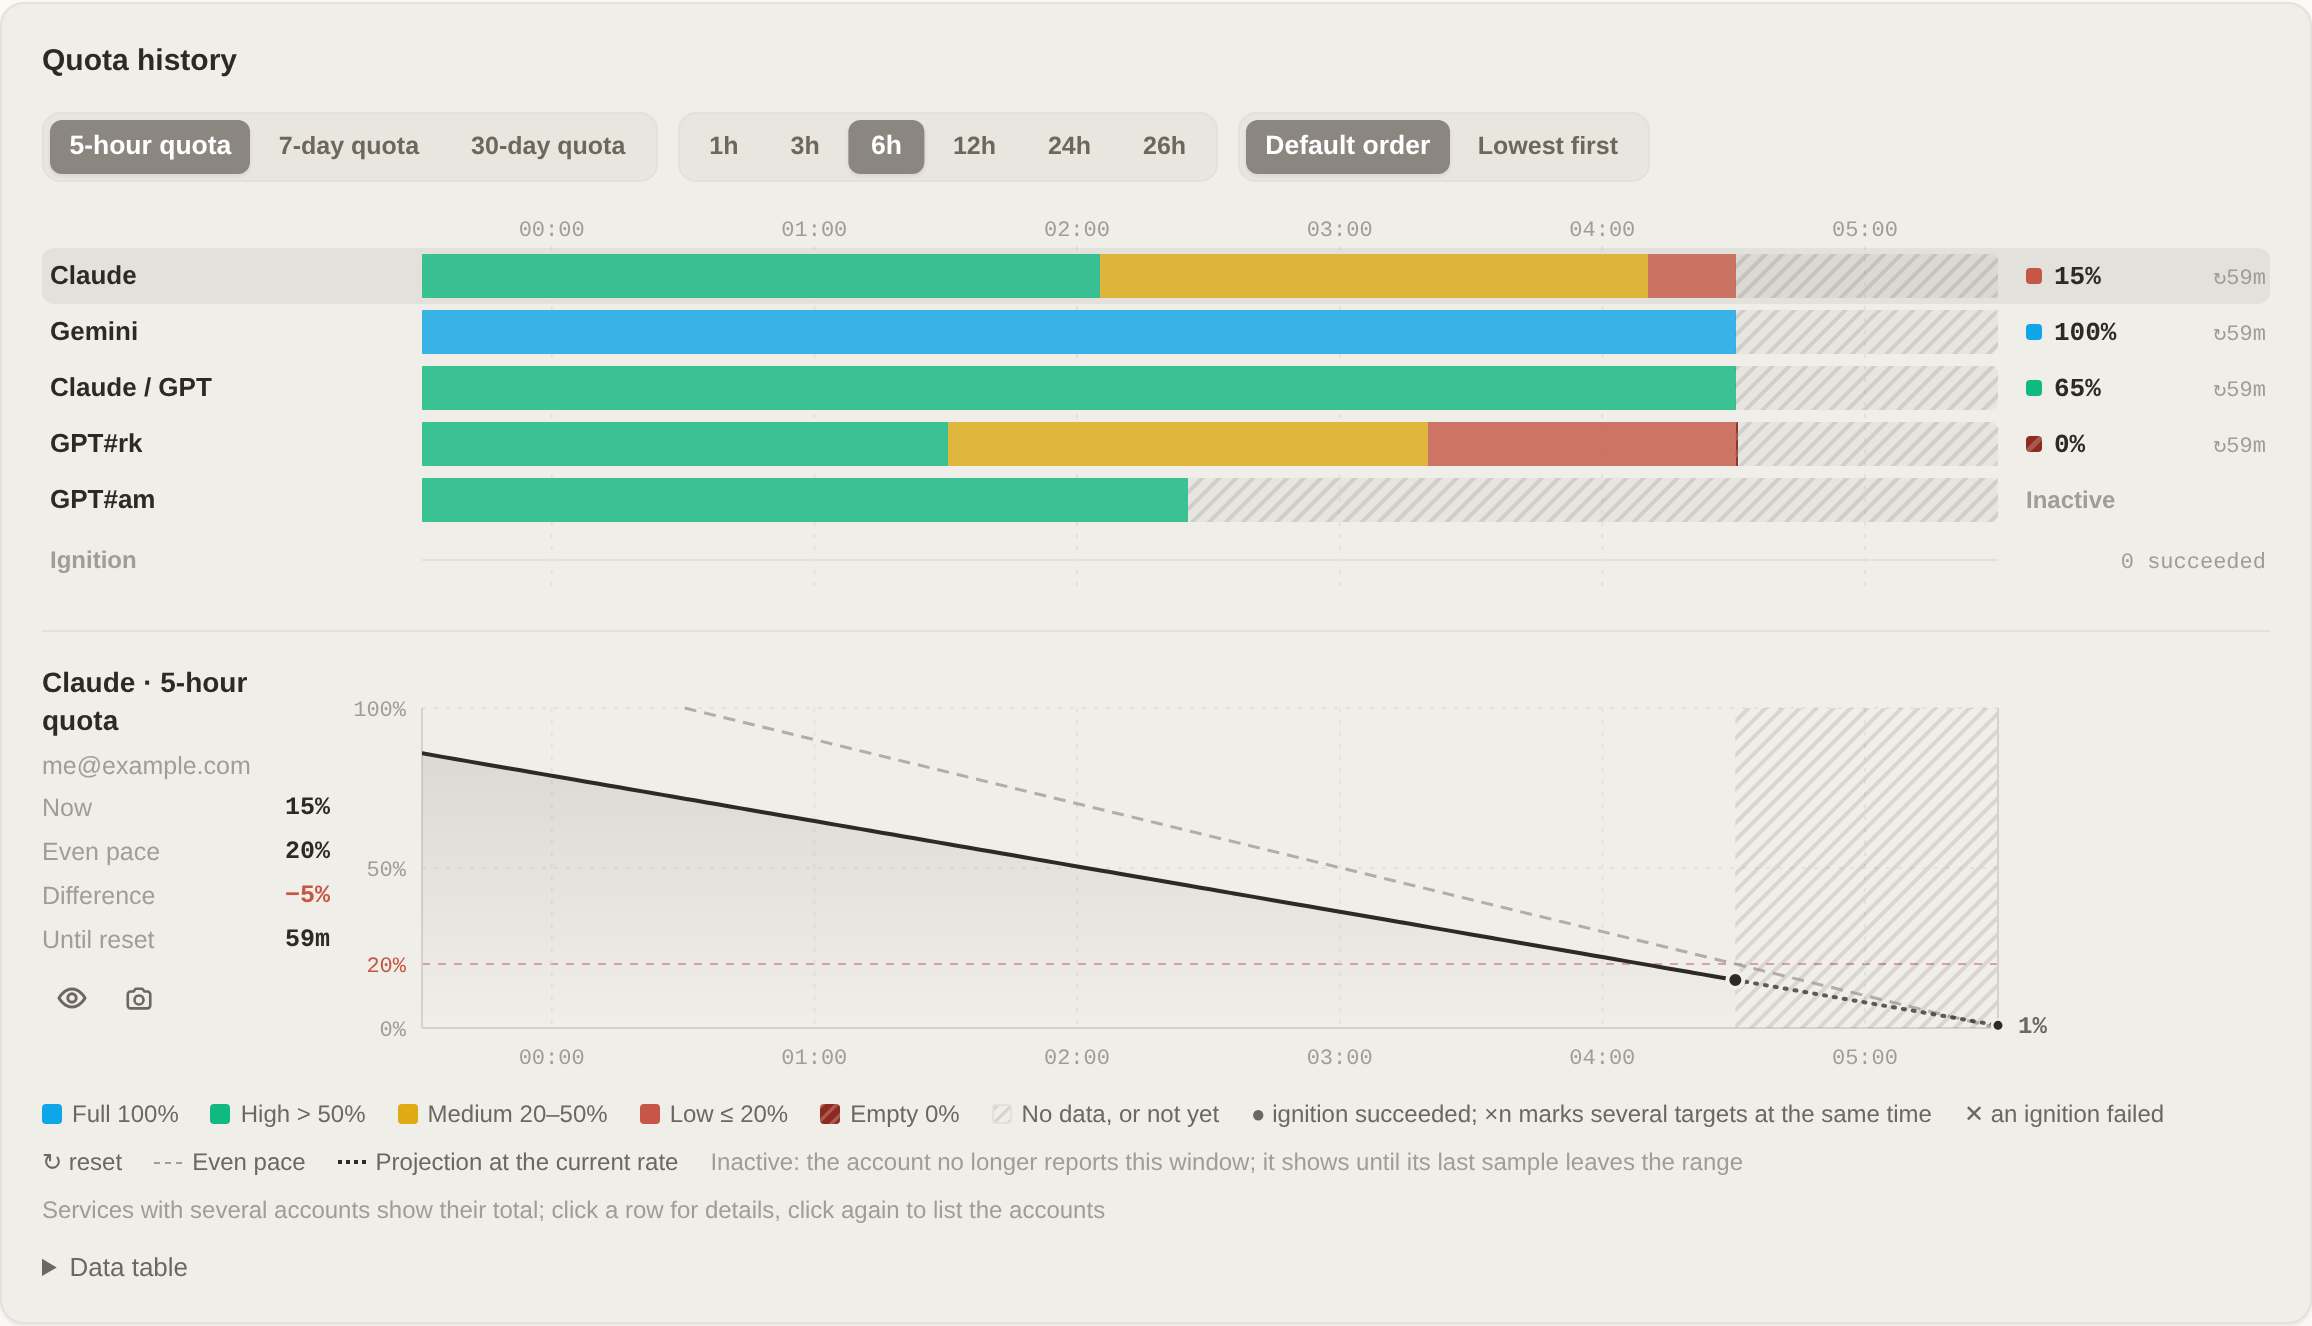 Quota history
5-hour quota 7-day quota 30-day quota 1h 3h 6h 12h 24h 26h Default order Lowest first
00:00 01:00 02:00 03:00 04:00 05:00
Claude 15% ↻59m
Gemini 100% ↻59m
Claude / GPT 65% ↻59m
GPT#rk 0% ↻59m
GPT#am Inactive
Ignition 0 succeeded
Claude · 5-hour
quota
me@example.com
Now 15%
Even pace 20%
Difference −5%
Until reset 59m
100%
50%
20%
0%
1%
00:00 01:00 02:00 03:00 04:00 05:00
Full 100% High > 50% Medium 20–50% Low ≤ 20% Empty 0% No data, or not yet ● ignition succeeded; ×n marks several targets at the same time ✕ an ignition failed
↻ reset Even pace Projection at the current rate Inactive: the account no longer reports this window; it shows until its last sample leaves the range
Services with several accounts show their total; click a row for details, click again to list the accounts
▶ Data table